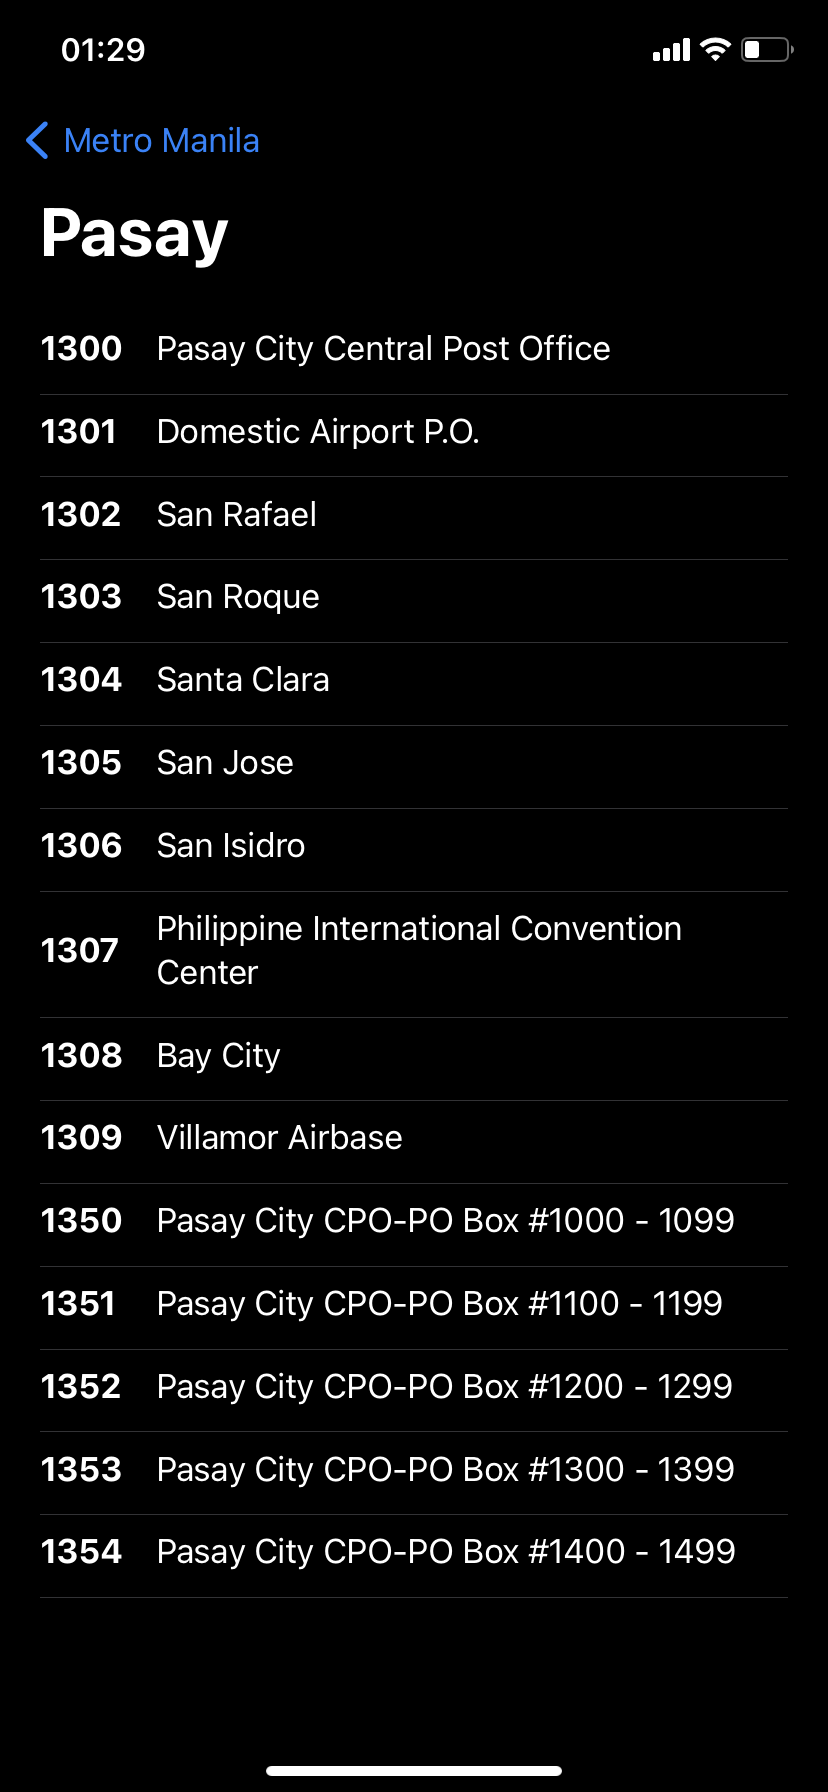 01:29
Metro Manila
Pasay
1300 Pasay City Central Post Office
1301 Domestic Airport P.O.
1302 San Rafael
1303 San Roque
1304 Santa Clara
1305 San Jose
1306 San Isidro
1307 Philippine International Convention
Center
1308 Bay City
1309 Villamor Airbase
1350 Pasay City CPO-PO Box #1000 - 1099
1351 Pasay City CPO-PO Box #1100 - 1199
1352 Pasay City CPO-PO Box #1200 - 1299
1353 Pasay City CPO-PO Box #1300 - 1399
1354 Pasay City CPO-PO Box #1400 - 1499